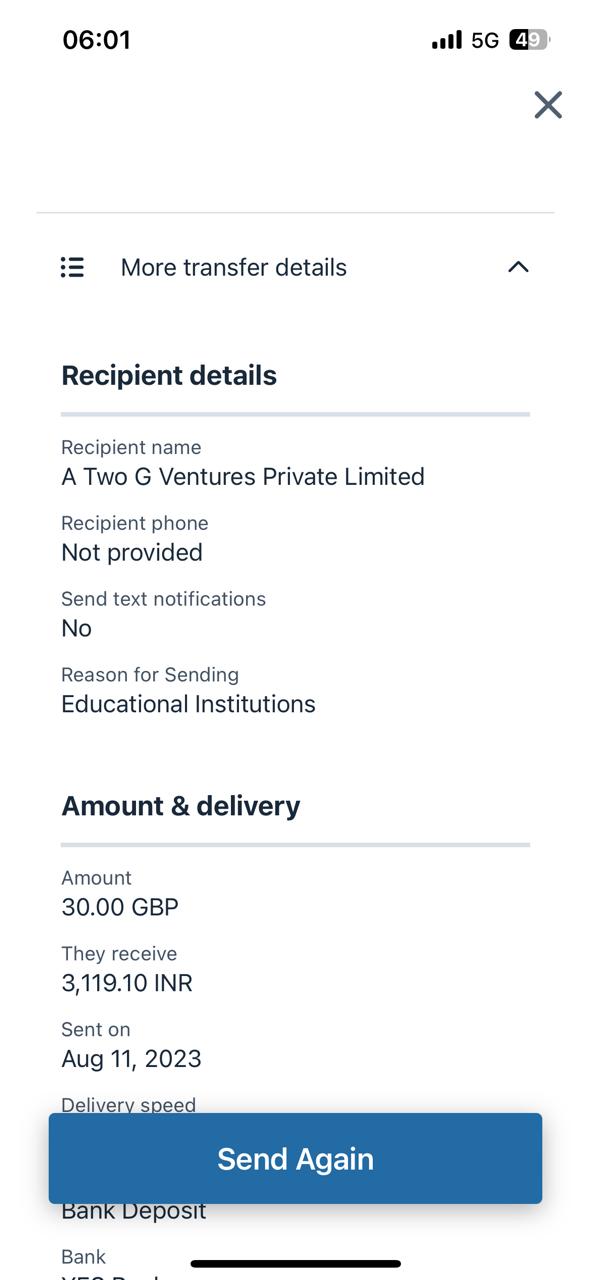 06:01
5G 49
More transfer details
Recipient details
Recipient name
A Two G Ventures Private Limited
Recipient phone
Not provided
Send text notifications
No
Reason for Sending
Educational Institutions
Amount & delivery
Amount
30.00 GBP
They receive
3,119.10 INR
Sent on
Aug 11, 2023
Delivery speed
Send Again
Bank Deposit
Bank